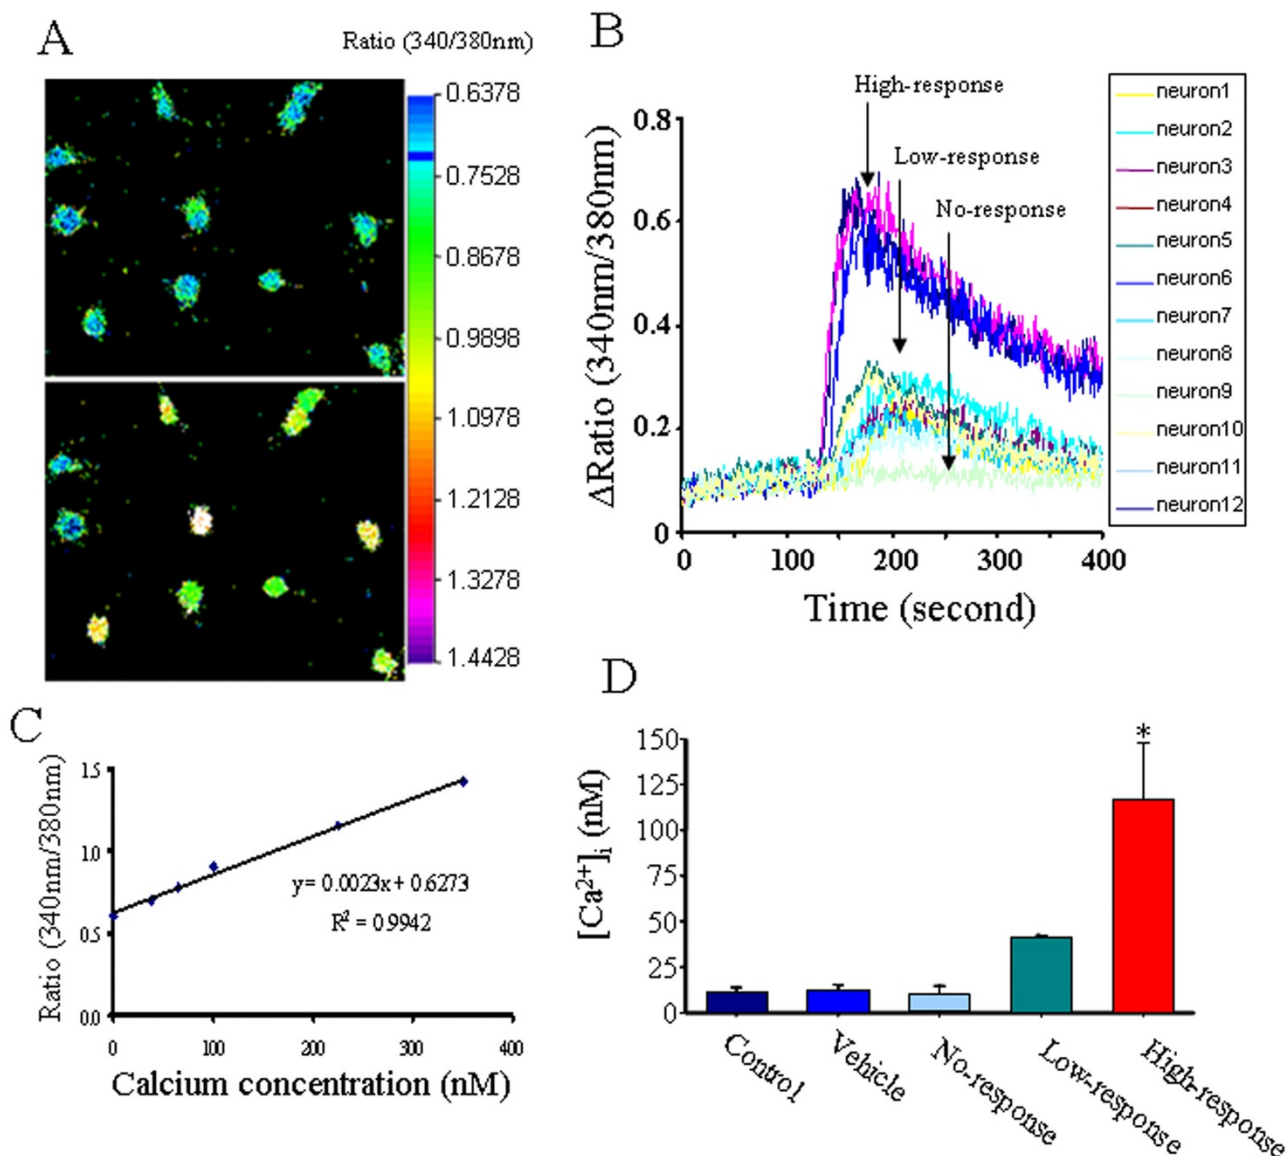 A
Ratio (340/380nm)
0.6378
0.7528
0.8678
0.9898
1.0978
1.2128
1.3278
1.4428
B
ΔRatio (340nm/380nm)
0.8
0.6
0.4
0.2
0
High-response
Low-response
No-response
0 100 200 300 400
Time (second)
neuron1
neuron2
neuron3
neuron4
neuron5
neuron6
neuron7
neuron8
neuron9
neuron10
neuron11
neuron12
C
Ratio (340nm/380nm)
1.5
1.0
0.5
0.0
y= 0.0023x+ 0.6273
R² = 0.9942
0 100 200 300 400
Calcium concentration (nM)
D
[Ca²⁺]ᵢ (nM)
150
125
100
75
50
25
0
*
Control
Vehicle
No-response
Low-response
High-response